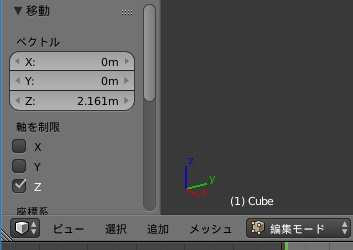 移動
ベクトル
X: 0m
Y: 0m
Z: 2.161m
軸を制限
X
Y
Z
座標系
z
y
(1) Cube
ビュー 選択 追加 メッシュ 編集モード